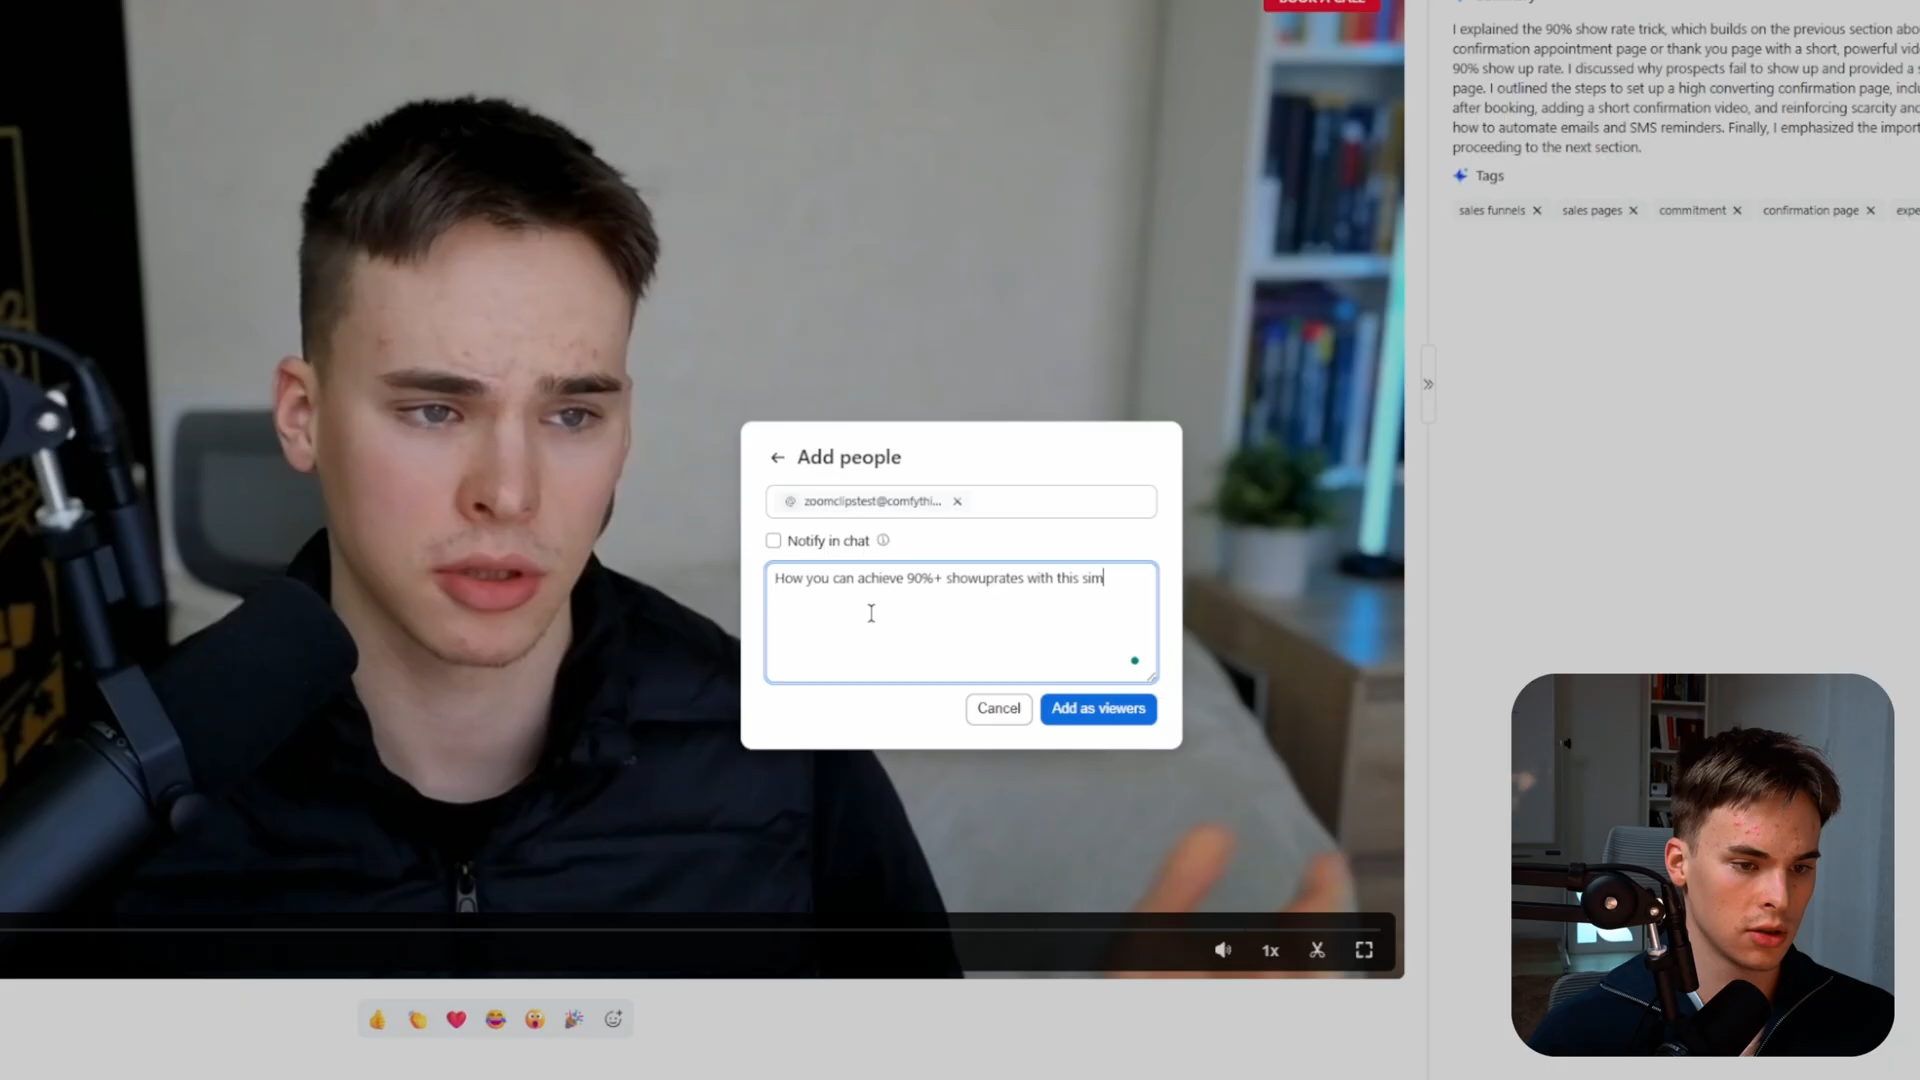 BOOK A CALL
I explained the 90% show rate trick, which builds on the previous section abo
confirmation appointment page or thank you page with a short, powerful vid
90% show up rate. I discussed why prospects fail to show up and provided a s
page. I outlined the steps to set up a high converting confirmation page, incl
after booking, adding a short confirmation video, and reinforcing scarcity and
how to automate emails and SMS reminders. Finally, I emphasized the import
proceeding to the next section.
Tags
sales funnels
sales pages
commitment
confirmation page
expe
Add people
zoomclipstest@comfythi...
Notify in chat
How you can achieve 90%+ showuprates with this sim
Cancel
Add as viewers
1x